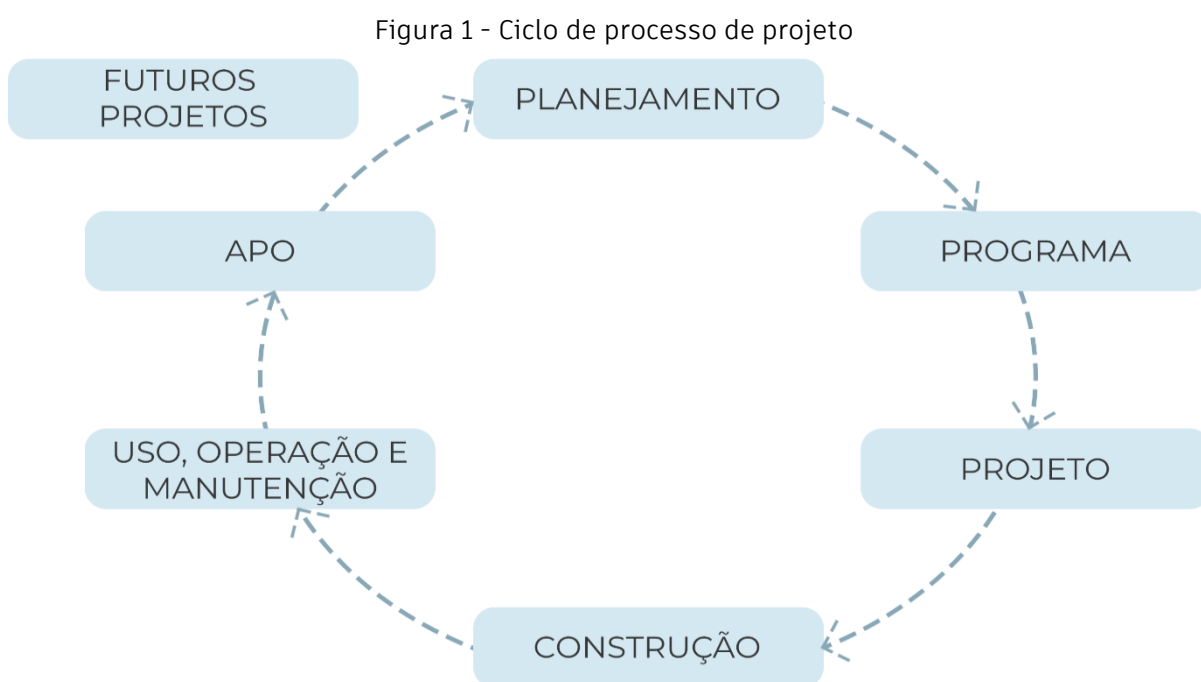 Figura 1 - Ciclo de processo de projeto
FUTUROS
PROJETOS
PLANEJAMENTO
APO
PROGRAMA
USO, OPERAÇÃO E
MANUTENÇÃO
PROJETO
CONSTRUÇÃO